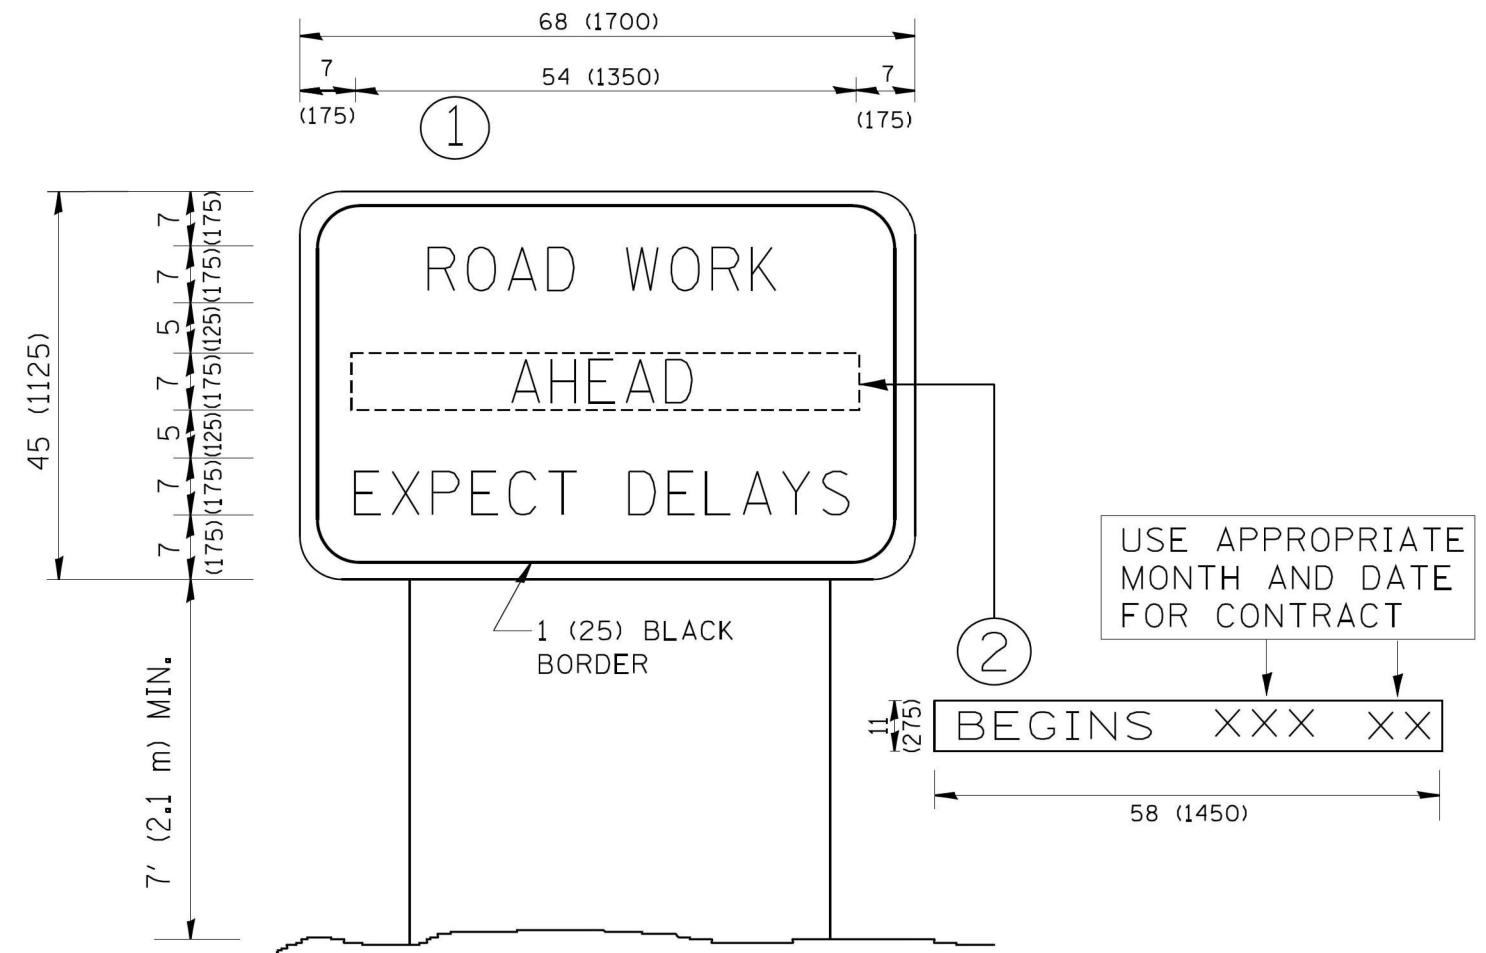 68 (1700)
7
54 (1350)
7
(175)
(175)
1
7
(175)
7
(175)
5
(125)
7
(175)
5
(125)
7
(175)
7
(175)
45 (1125)
ROAD WORK
AHEAD
EXPECT DELAYS
1 (25) BLACK
BORDER
7' (2.1 m) MIN.
2
USE APPROPRIATE
MONTH AND DATE
FOR CONTRACT
11
(275)
BEGINS XXX XX
58 (1450)